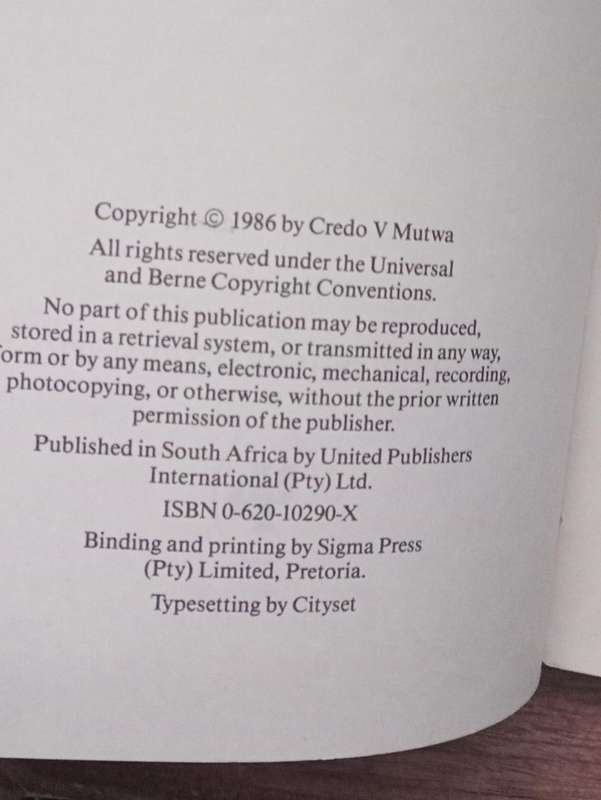 Copyright © 1986 by Credo V Mutwa
All rights reserved under the Universal
and Berne Copyright Conventions.
No part of this publication may be reproduced,
stored in a retrieval system, or transmitted in any way,
form or by any means, electronic, mechanical, recording,
photocopying, or otherwise, without the prior written
permission of the publisher.
Published in South Africa by United Publishers
International (Pty) Ltd.
ISBN 0-620-10290-X
Binding and printing by Sigma Press
(Pty) Limited, Pretoria.
Typesetting by Cityset